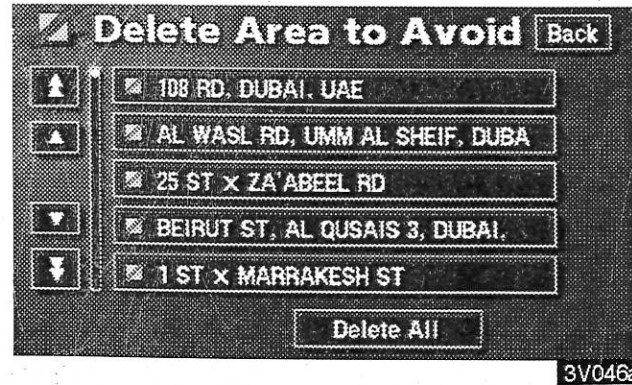 Delete Area to Avoid Back
108 RD, DUBAI, UAE
AL WASL RD, UMM AL SHEIF, DUBA
25 ST x ZA'ABEEL RD
BEIRUT ST, AL QUSAIS 3, DUBAI,
1 ST x MARRAKESH ST
Delete All
3V046a